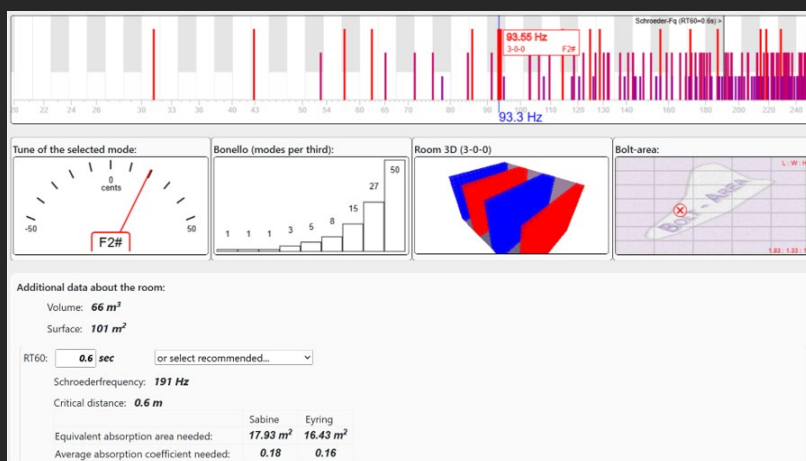 Schroeder-Fq (RT60=0.6s) >
93.55 Hz
3-0-0 F2#
20 22 24 26 30 33 36 39 43 50 54 60 65 70 80 90 100 110 120 130 140 160 180 200 220 240
93.3 Hz
Tune of the selected mode:
0
cents
-50 50
F2#
Bonello (modes per third):
1 1 1 3 5 8 15 27 50
Room 3D (3-0-0)
Bolt-area:
L : W : H
BOLT - AREA
Additional data about the room:
Volume: 66 m³
Surface: 101 m²
RT60: 0.6 sec or select recommended...
Schroederfrequency: 191 Hz
Critical distance: 0.6 m
Sabine Eyring
Equivalent absorption area needed: 17.93 m² 16.43 m²
Average absorption coefficient needed: 0.18 0.16